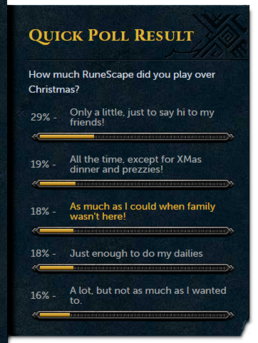 Quick Poll Result
How much RuneScape did you play over
Christmas?
29% - Only a little, just to say hi to my
friends!
19% - All the time, except for XMas
dinner and prezzies!
18% - As much as I could when family
wasn't here!
18% - Just enough to do my dailies
16% - A lot, but not as much as I wanted
to.